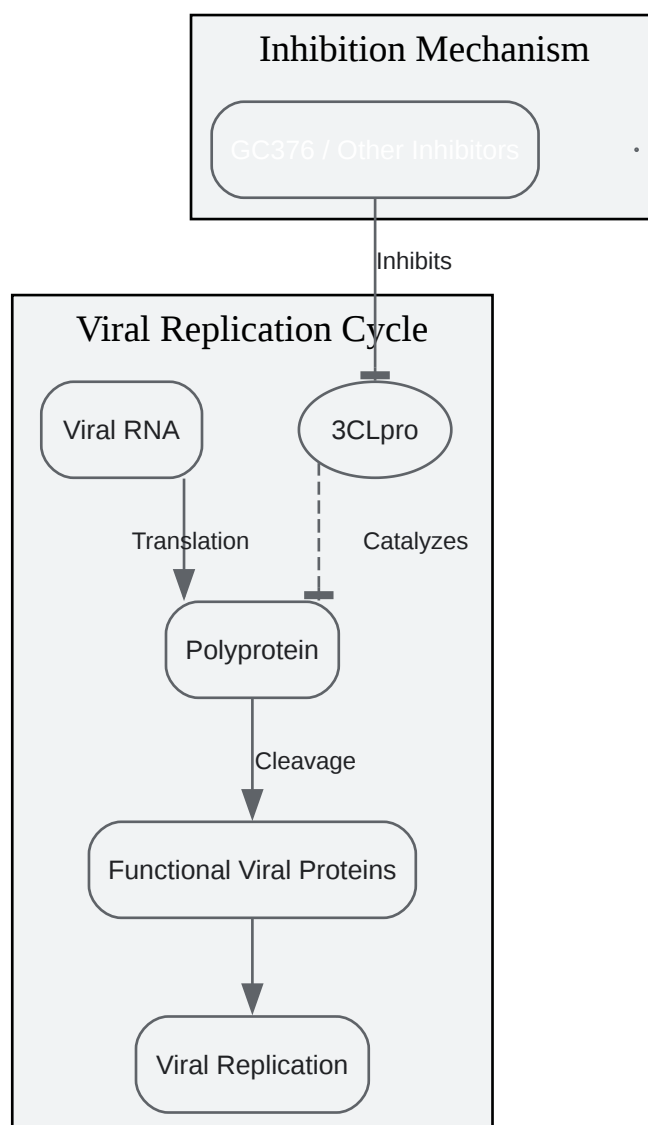 Inhibition Mechanism
GC376 / Other Inhibitors
Inhibits
Viral Replication Cycle
Viral RNA
3CLpro
Translation
Catalyzes
Polyprotein
Cleavage
Functional Viral Proteins
Viral Replication